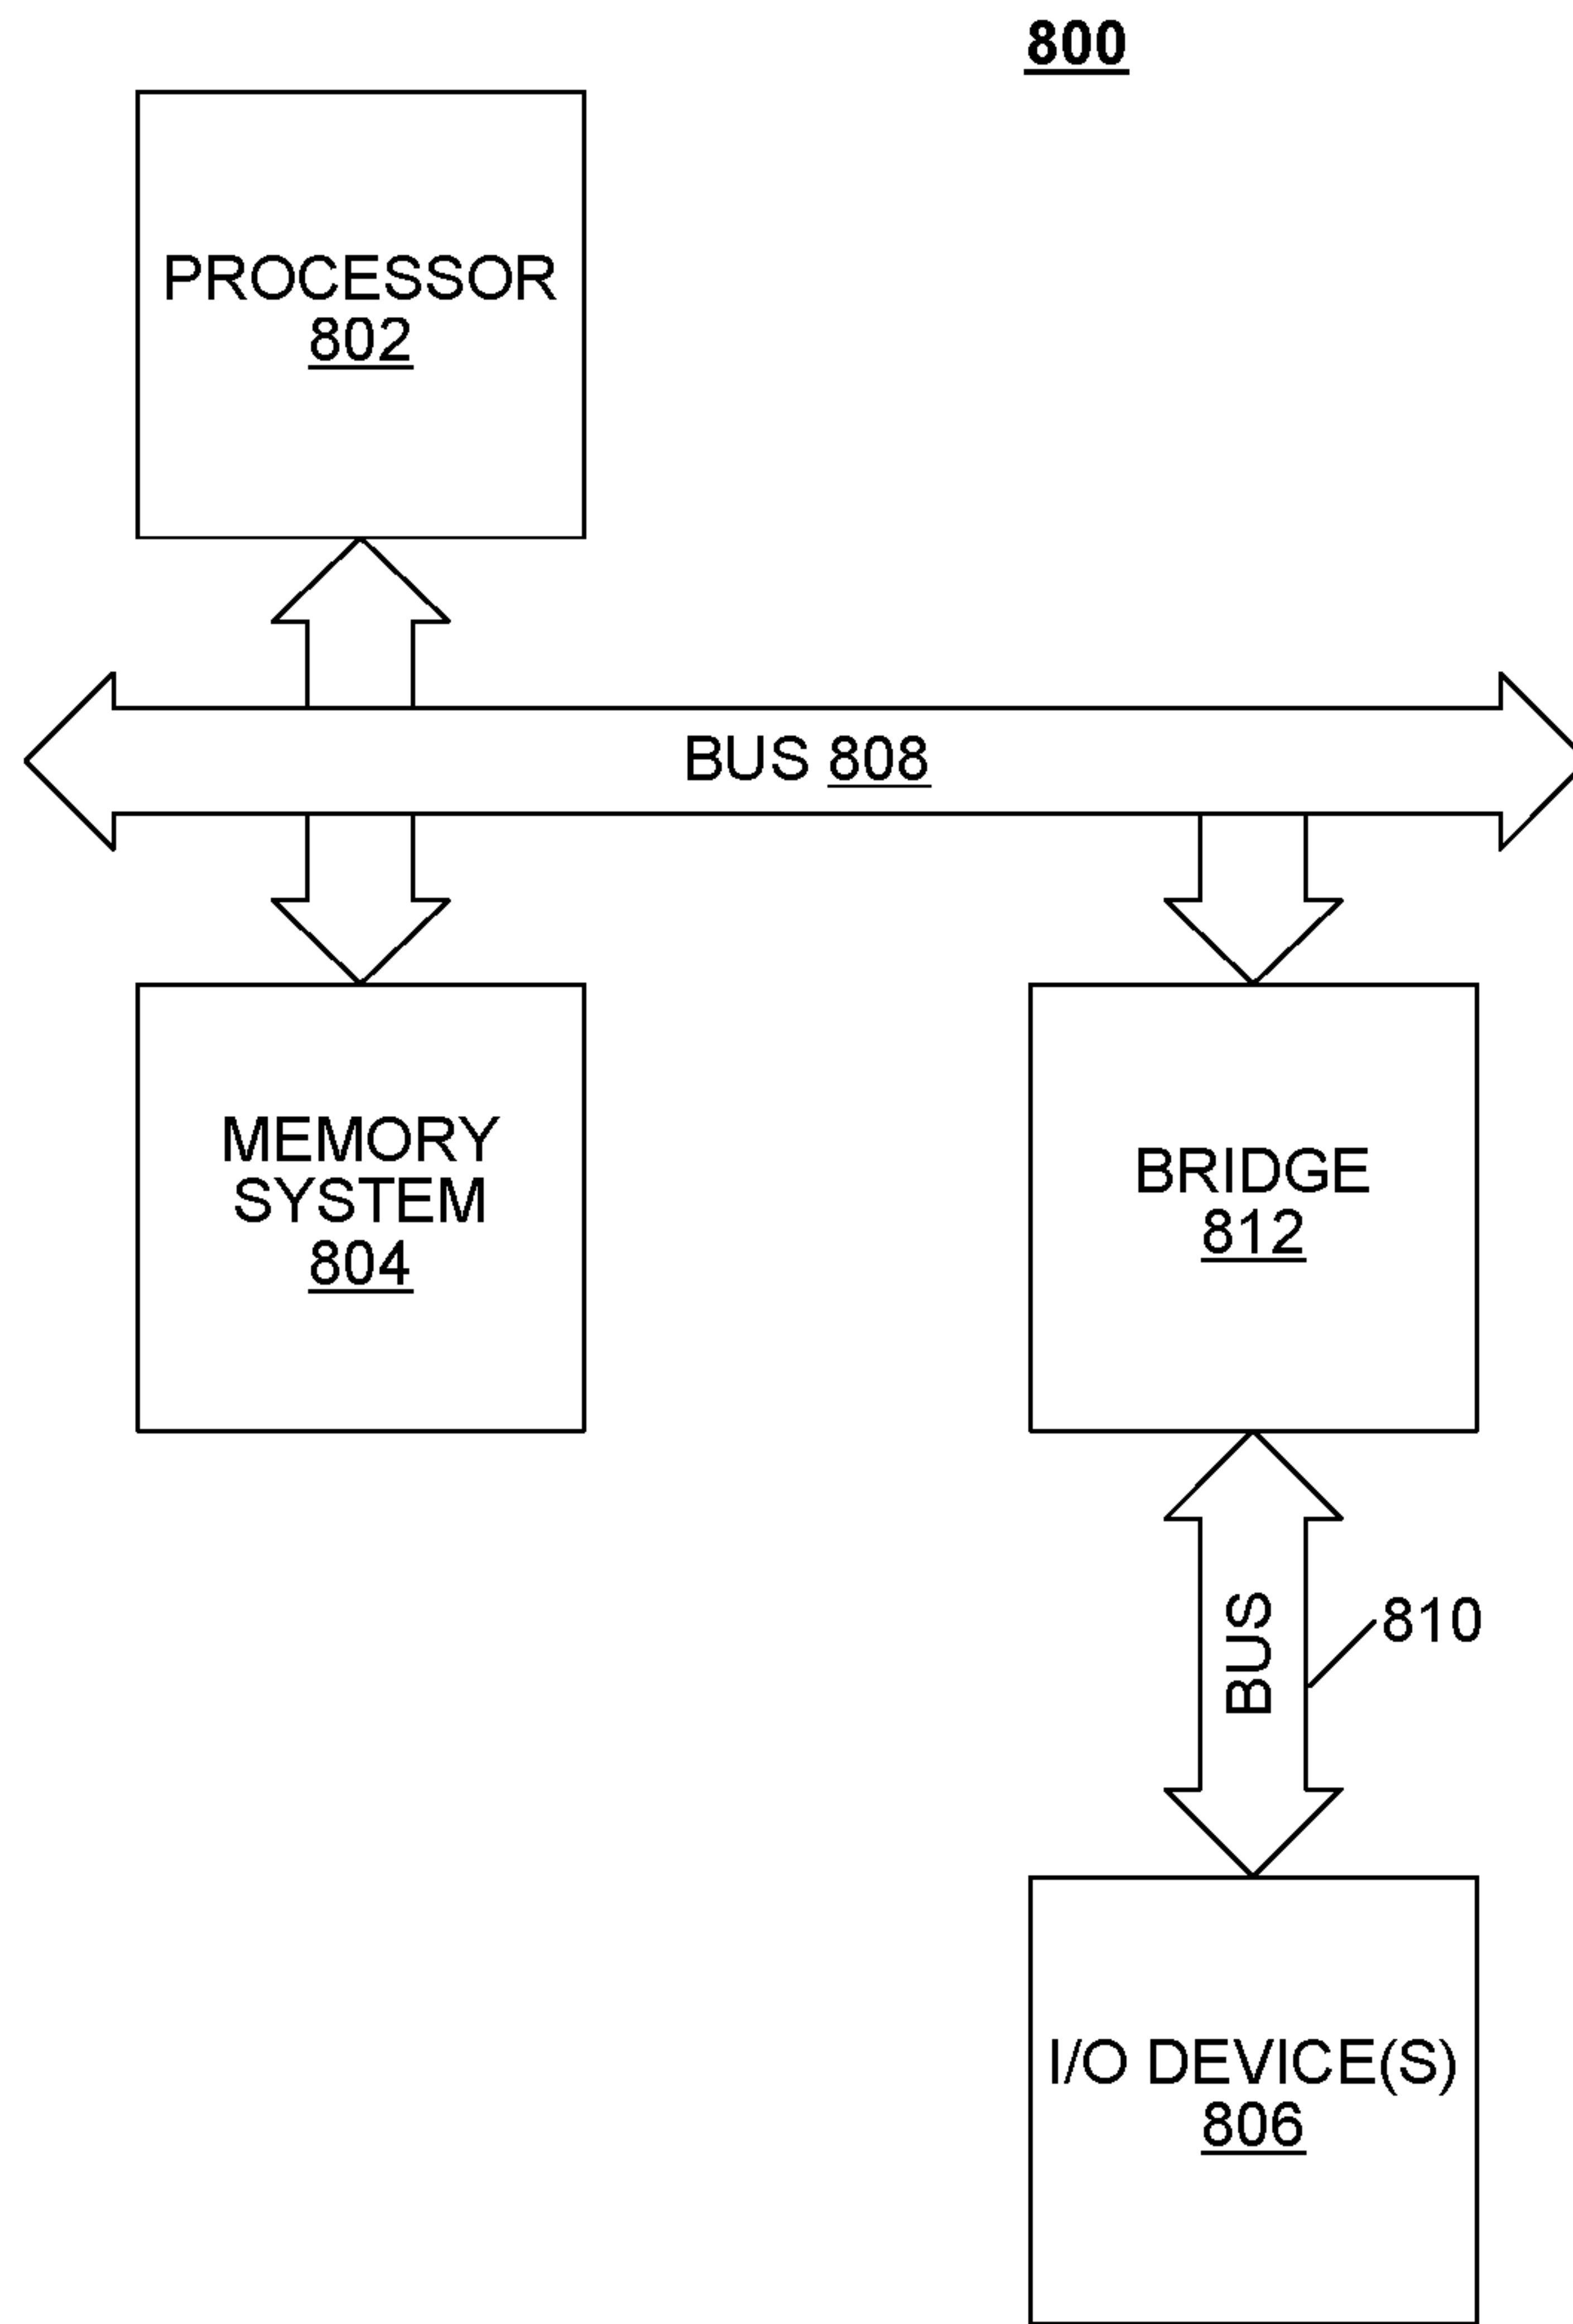 800
PROCESSOR
802
BUS 808
MEMORY
SYSTEM
804
BRIDGE
812
BUS
810
I/O DEVICE(S)
806